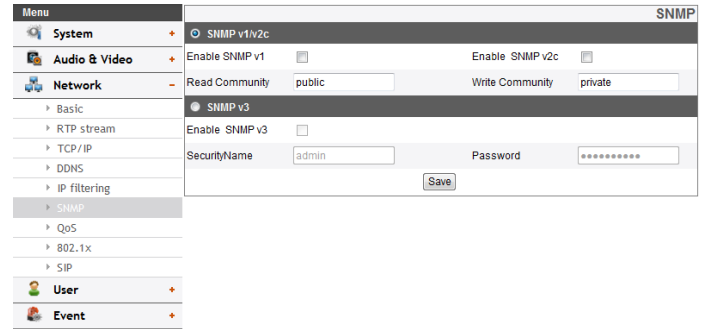 Menu
System +
Audio & Video +
Network -
Basic
RTP stream
TCP/IP
DDNS
IP filtering
SNMP
QoS
802.1x
SIP
User +
Event +
SNMP
SNMP v1/v2c
Enable SNMP v1 Enable SNMP v2c
Read Community public Write Community private
SNMP v3
Enable SNMP v3
SecurityName admin Password ●●●●●●●●●●
Save